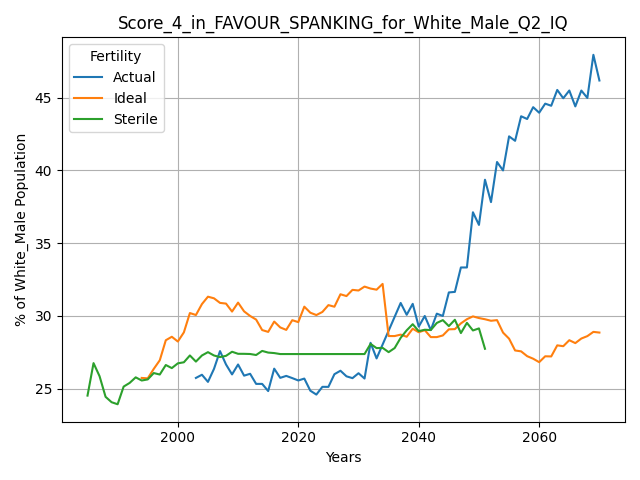 Score_4_in_FAVOUR_SPANKING_for_White_Male_Q2_IQ
Fertility
Actual
Ideal
Sterile
% of White_Male Population
45
40
35
30
25
2000
2020
2040
2060
Years